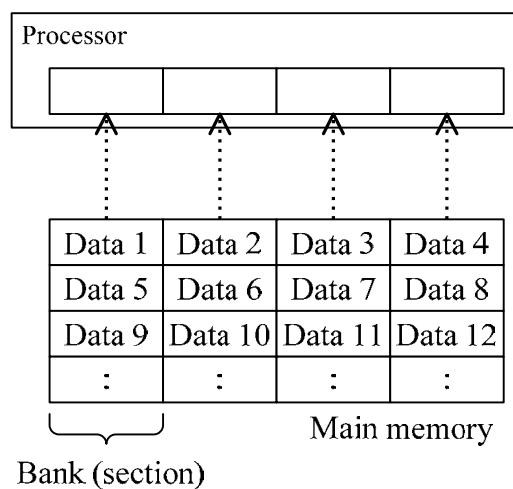 Processor
Data 1 Data 2 Data 3 Data 4
Data 5 Data 6 Data 7 Data 8
Data 9 Data 10 Data 11 Data 12
: : : :
Main memory
Bank (section)